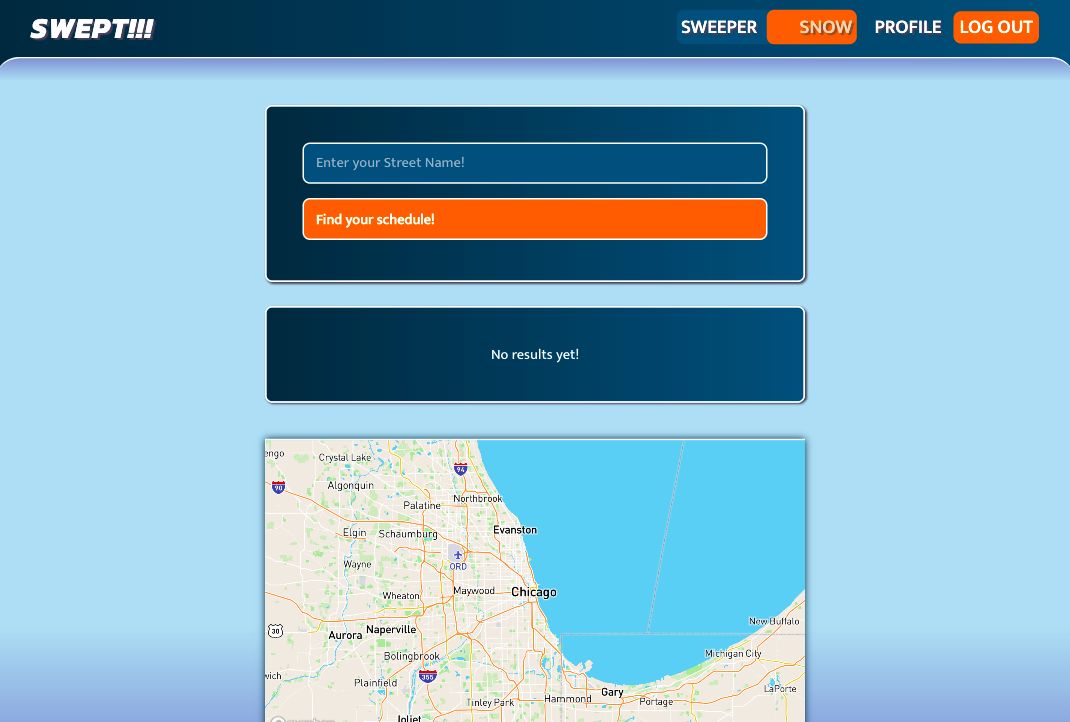 SWEPT!!!
SWEEPER
SNOW
PROFILE
LOG OUT
Enter your Street Name!
Find your schedule!
No results yet!
Crystal Lake
94
90
Algonquin
Northbrook
Palatine
Evanston
Elgin
Schaumburg
ORD
Wayne
Maywood
Chicago
Wheaton
New Buffalo
30
Naperville
Aurora
Bolingbrook
Michigan City
355
Plainfield
LaPorte
Gary
Hammond
Portage
Tinley Park
Joliet